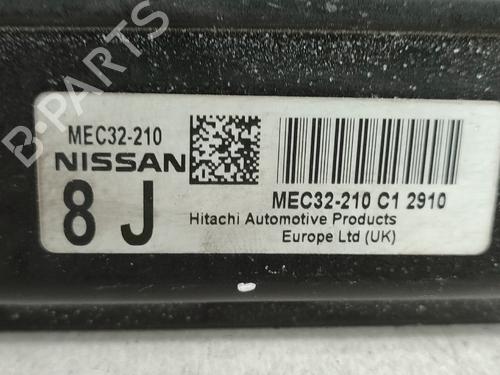 MEC32-210
NISSAN
8 J
MEC32-210 C1 2910
Hitachi Automotive Products
Europe Ltd (UK)
B-PARTS